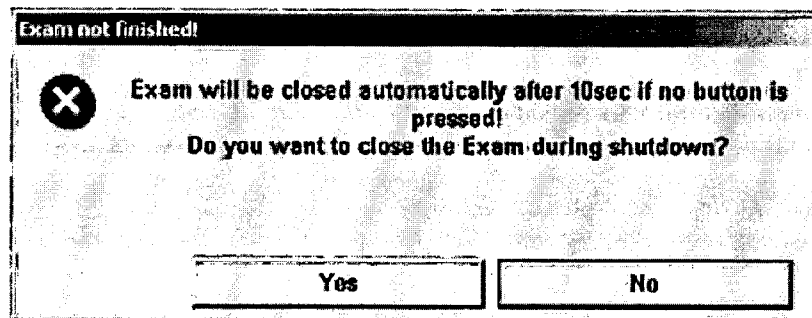 Exam not finished!
Exam will be closed automatically after 10sec if no button is
pressed!
Do you want to close the Exam during shutdown?
Yes
No